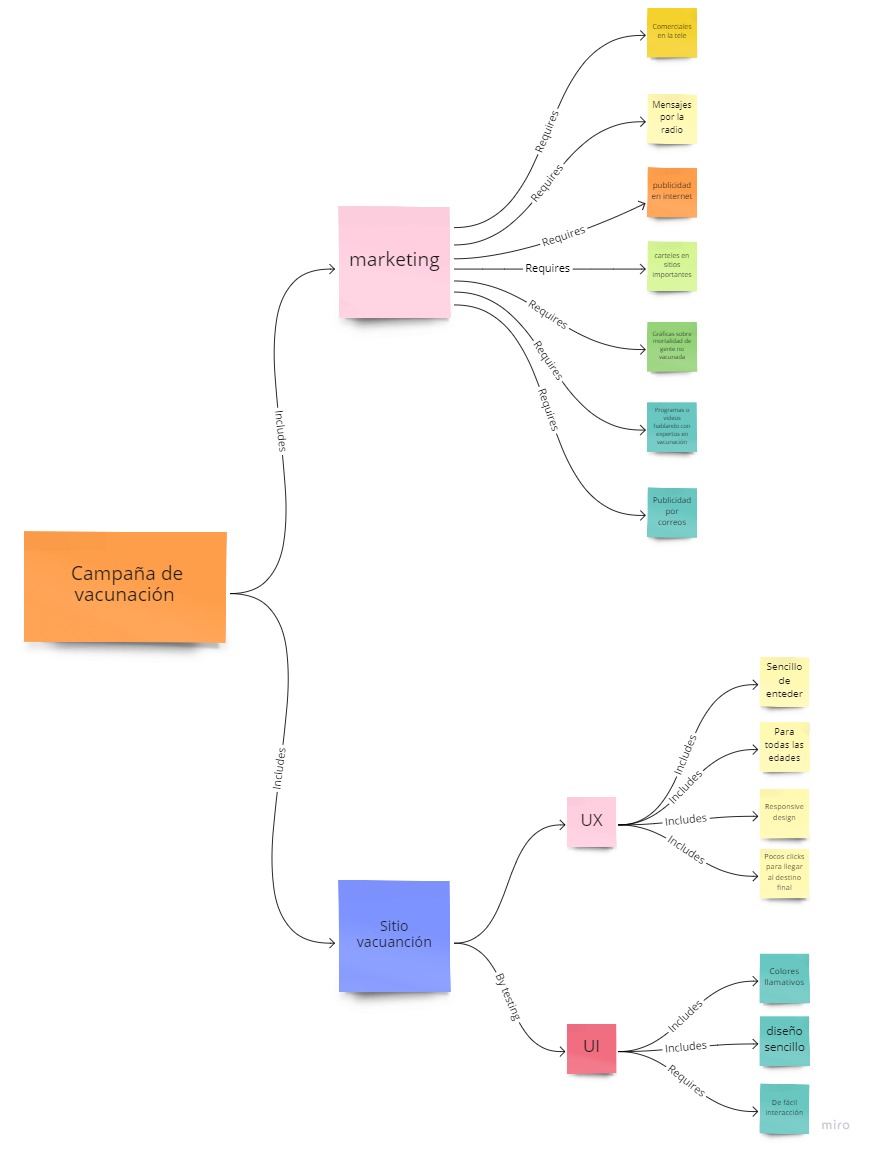 Comerciales
en la tele
Requires
Mensajes
por la
radio
Requires
publicidad
en internet
Requires
marketing
Requires
carteles en
sitios
importantes
Requires
Gráficas sobre
mortalidad de
gente no
vacunada
Requires
Programas o
videos
hablando con
expertos en
vacunación
Requires
Publicidad
por
correos
Includes
Campaña de
vacunación
Includes
Sencillo
de
enteder
Includes
Para
todas las
edades
Includes
UX
Includes
Responsive
design
Includes
Pocos clicks
para llegar
al destino
final
Sitio
vacuanción
By testing
Colores
llamativos
Includes
UI
Includes
diseño
sencillo
Requires
De fácil
interacción
miro